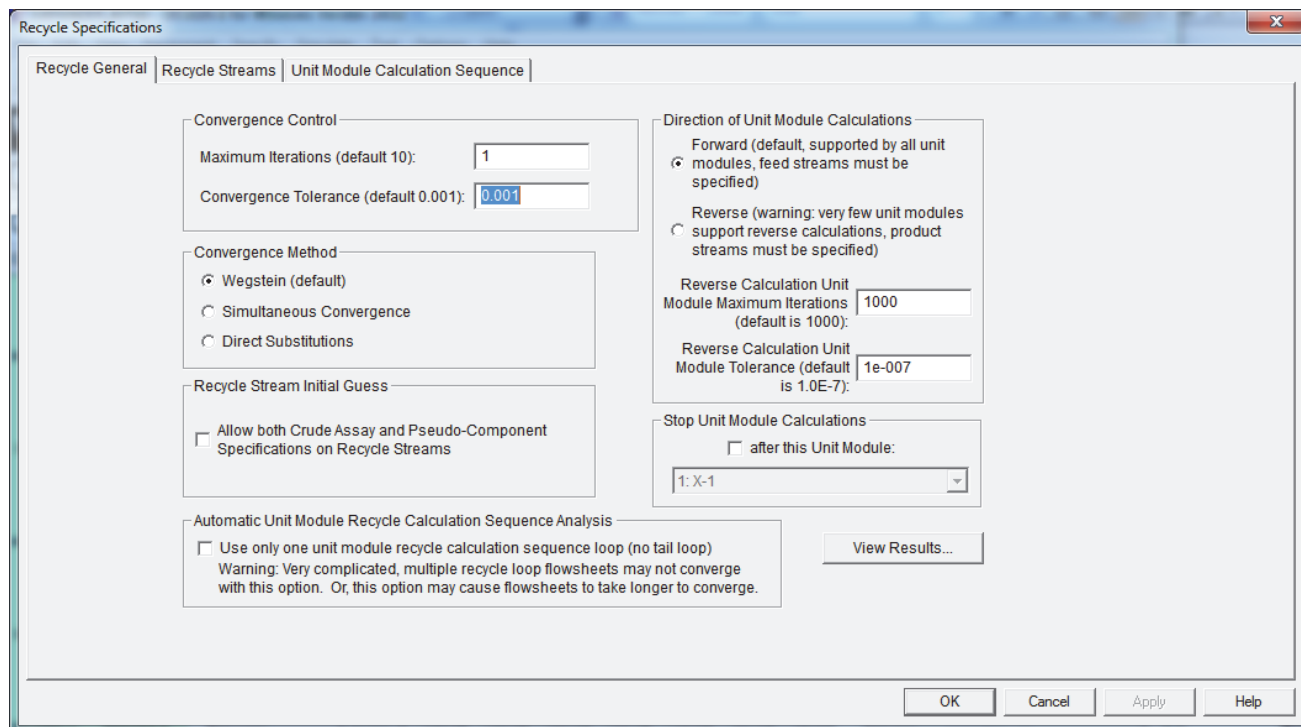 Recycle Specifications
Recycle General
Recycle Streams
Unit Module Calculation Sequence
Convergence Control
Maximum Iterations (default 10):
1
Convergence Tolerance (default 0.001):
0.001
Convergence Method
Wegstein (default)
Simultaneous Convergence
Direct Substitutions
Recycle Stream Initial Guess
Allow both Crude Assay and Pseudo-Component
Specifications on Recycle Streams
Direction of Unit Module Calculations
Forward (default, supported by all unit
modules, feed streams must be
specified)
Reverse (warning: very few unit modules
support reverse calculations, product
streams must be specified)
Reverse Calculation Unit
Module Maximum Iterations
(default is 1000):
1000
Reverse Calculation Unit
Module Tolerance (default
is 1.0E-7):
1e-007
Stop Unit Module Calculations
after this Unit Module:
1: X-1
Automatic Unit Module Recycle Calculation Sequence Analysis
Use only one unit module recycle calculation sequence loop (no tail loop)
Warning: Very complicated, multiple recycle loop flowsheets may not converge
with this option. Or, this option may cause flowsheets to take longer to converge.
View Results...
OK
Cancel
Apply
Help